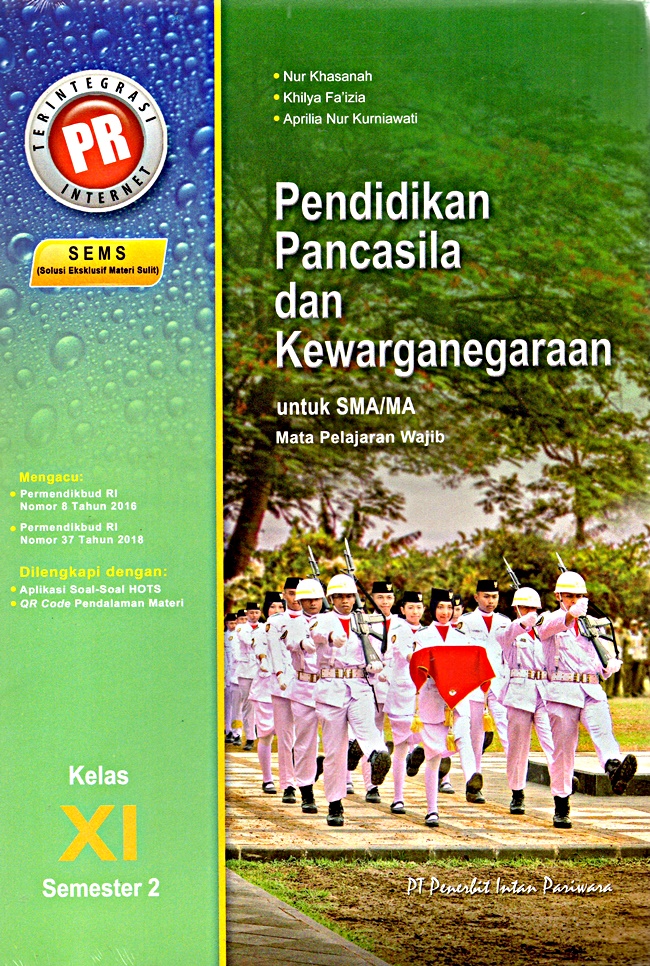 TERINTEGRASI
PR
INTERNET
SEMS
(Solusi Eksklusif Materi Sulit)
• Nur Khasanah
• Khilya Fa'izia
• Aprilia Nur Kurniawati
Pendidikan
Pancasila
dan
Kewarganegaraan
untuk SMA/MA
Mata Pelajaran Wajib
Mengacu:
• Permendikbud RI
Nomor 8 Tahun 2016
• Permendikbud RI
Nomor 37 Tahun 2018
Dilengkapi dengan:
• Aplikasi Soal-Soal HOTS
• QR Code Pendalaman Materi
Kelas
XI
Semester 2
PT Penerbit Intan Pariwara